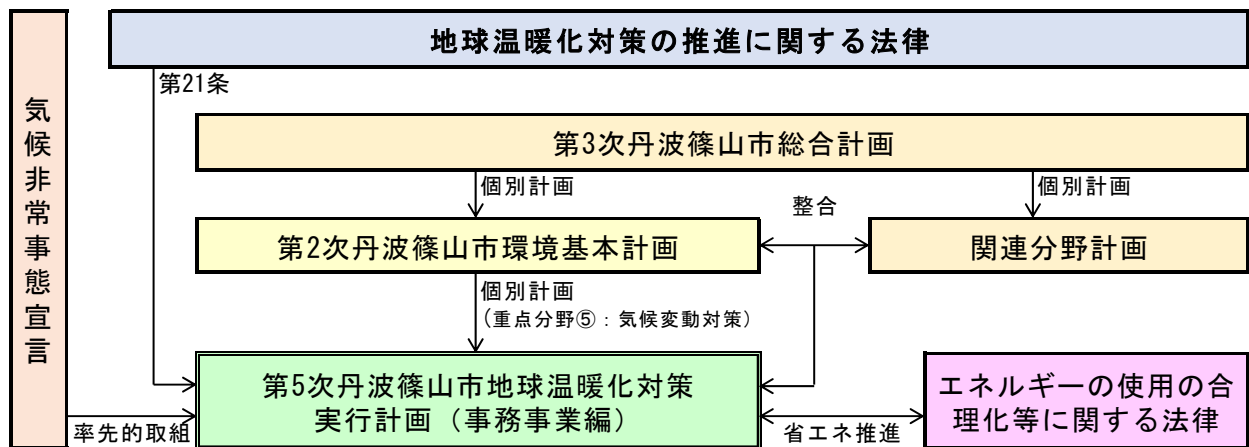 気候非常事態宣言
地球温暖化対策の推進に関する法律
第21条
第3次丹波篠山市総合計画
個別計画
個別計画
整合
第2次丹波篠山市環境基本計画
関連分野計画
個別計画
(重点分野⑤：気候変動対策)
第5次丹波篠山市地球温暖化対策
実行計画（事務事業編）
エネルギーの使用の合
理化等に関する法律
率先的取組
省エネ推進